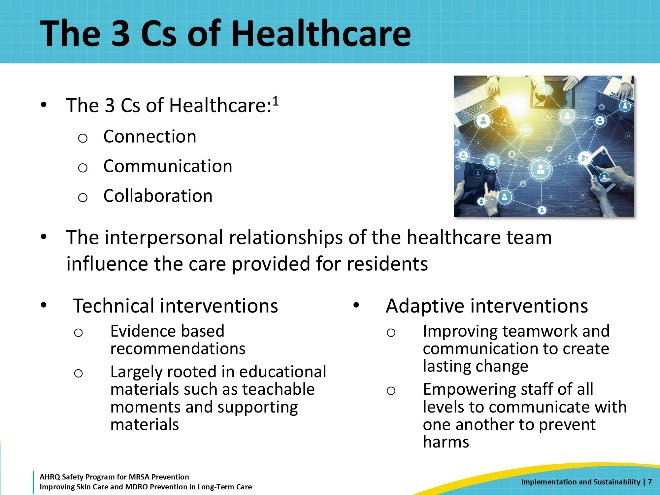 The 3 Cs of Healthcare
• The 3 Cs of Healthcare:1
o Connection
o Communication
o Collaboration
• The interpersonal relationships of the healthcare team
influence the care provided for residents
• Technical interventions
o Evidence based
recommendations
o Largely rooted in educational
materials such as teachable
moments and supporting
materials
• Adaptive interventions
o Improving teamwork and
communication to create
lasting change
o Empowering staff of all
levels to communicate with
one another to prevent
harms
AHRQ Safety Program for MRSA Prevention
Improving Skin Care and MDRO Prevention in Long-Term Care
Implementation and Sustainability | 7